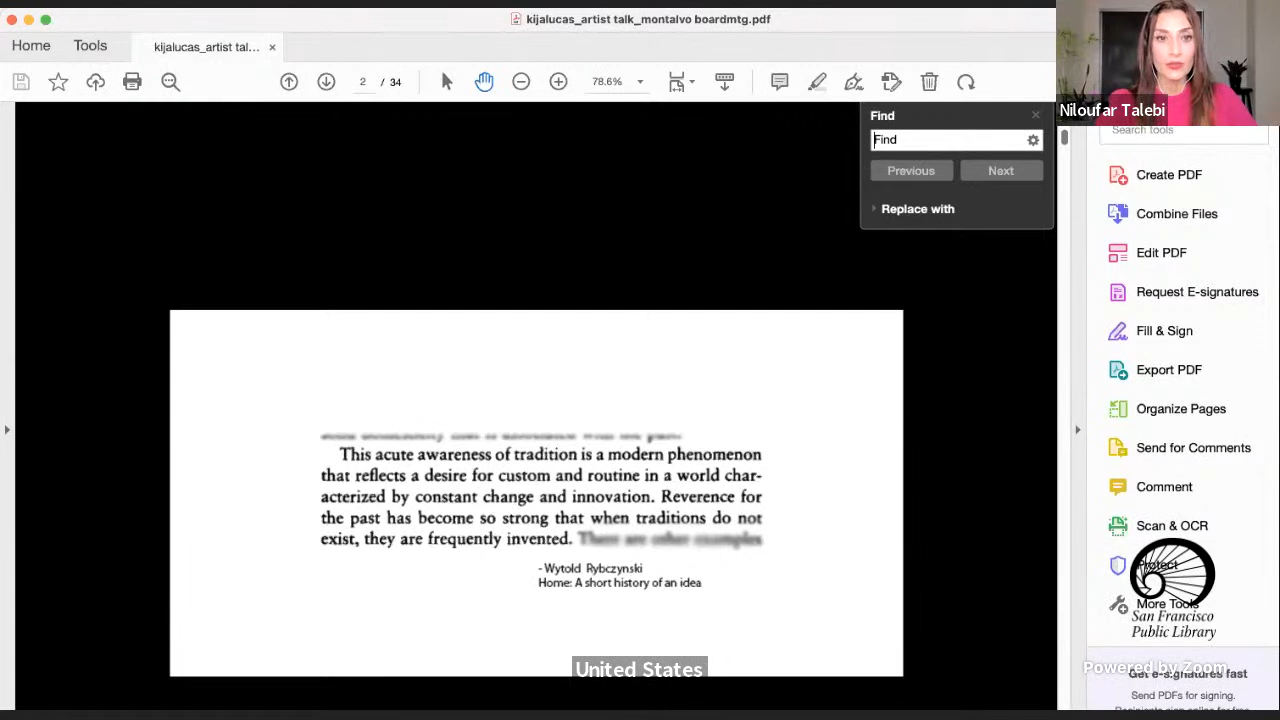 kijalucas_artist talk_montalvo boardmtg.pdf
Home Tools kijalucas_artist tal... ×
2 / 34 78.6%
Niloufar Talebi
Find
Find
Previous Next
Replace with
Search tools
Create PDF
Combine Files
Edit PDF
Request E-signatures
Fill & Sign
Export PDF
Organize Pages
Send for Comments
Comment
Scan & OCR
Protect
More Tools
San Francisco
Public Library
This acute awareness of tradition is a modern phenomenon
that reflects a desire for custom and routine in a world char-
acterized by constant change and innovation. Reverence for
the past has become so strong that when traditions do not
exist, they are frequently invented. There are other examples
- Wytold Rybczynski
Home: A short history of an idea
United States
Powered by Zoom
Get e-signatures fast
Send PDFs for signing.